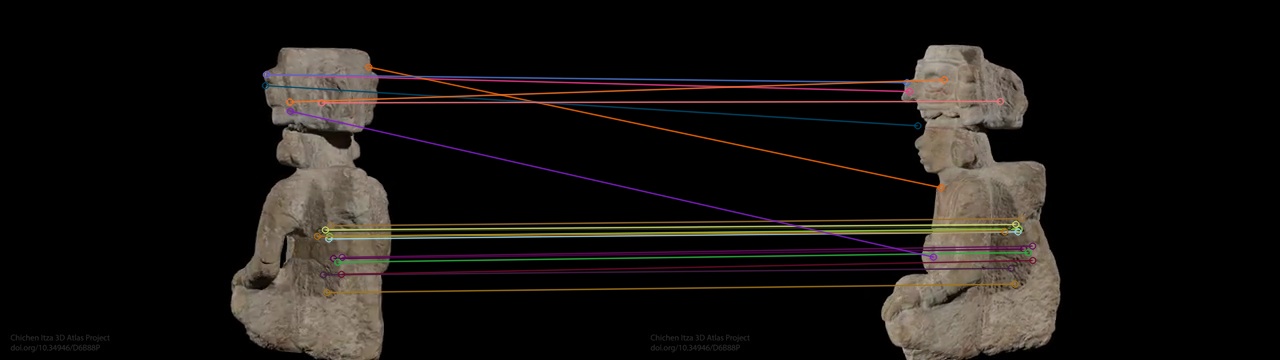 Chichen Itza 3D Atlas Project
doi.org/10.34946/D6B88P
Chichen Itza 3D Atlas Project
doi.org/10.34946/D6B88P